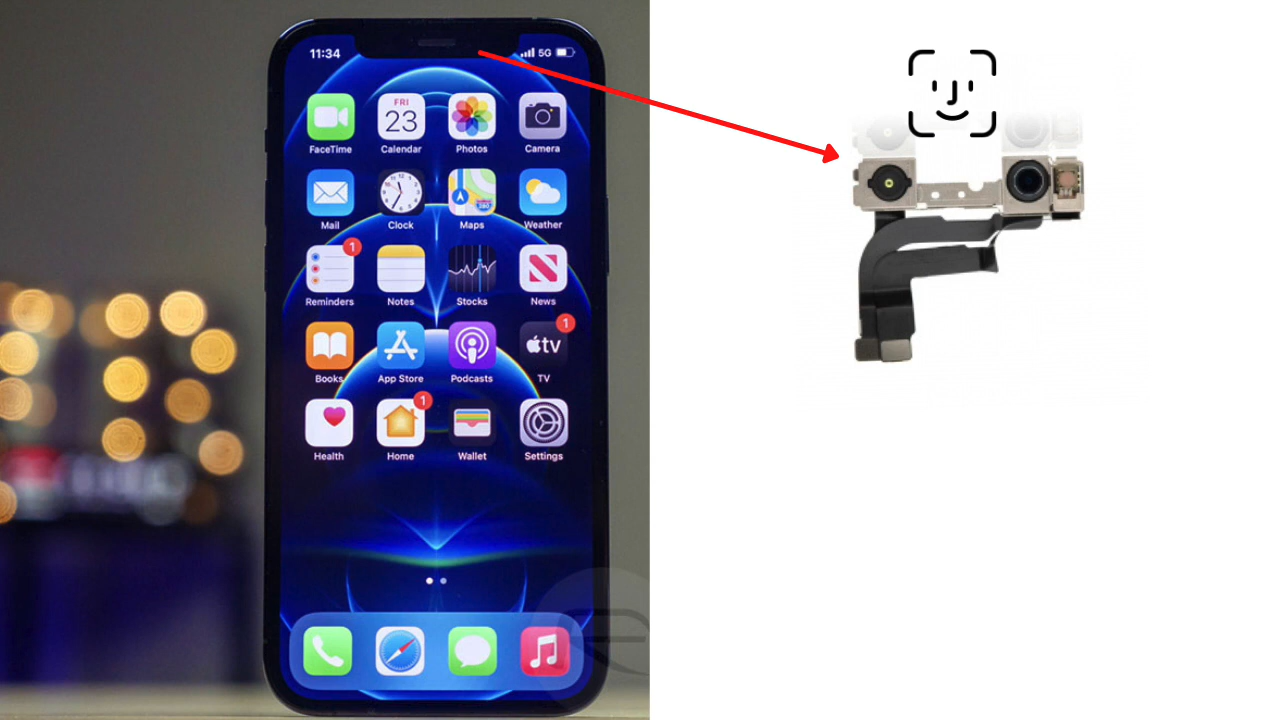 11:34 5G
FRI
23
FaceTime Calendar Photos Camera
280
Mail Clock Maps Weather
1
Reminders Notes Stocks News
1
tv
Books App Store Podcasts TV
1
Health Home Wallet Settings